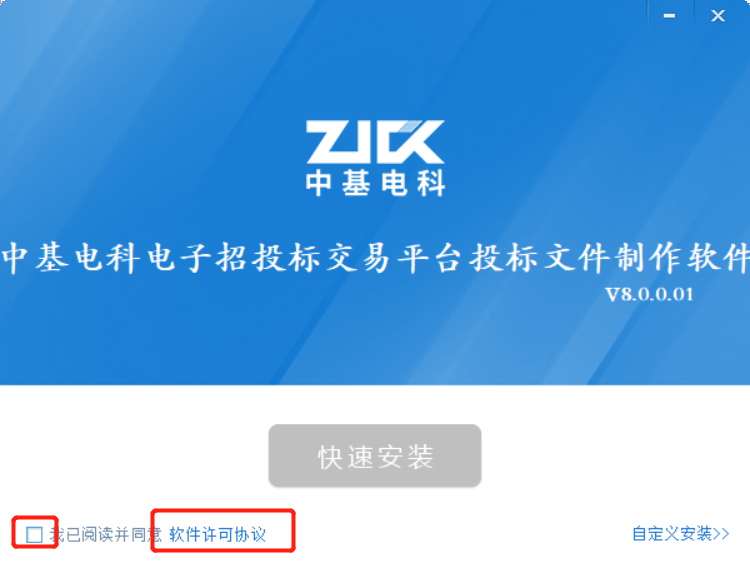 ZJCK
中基电科
中基电科电子招投标交易平台投标文件制作软件
V8.0.0.01
快速安装
我已阅读并同意 软件许可协议
自定义安装>>